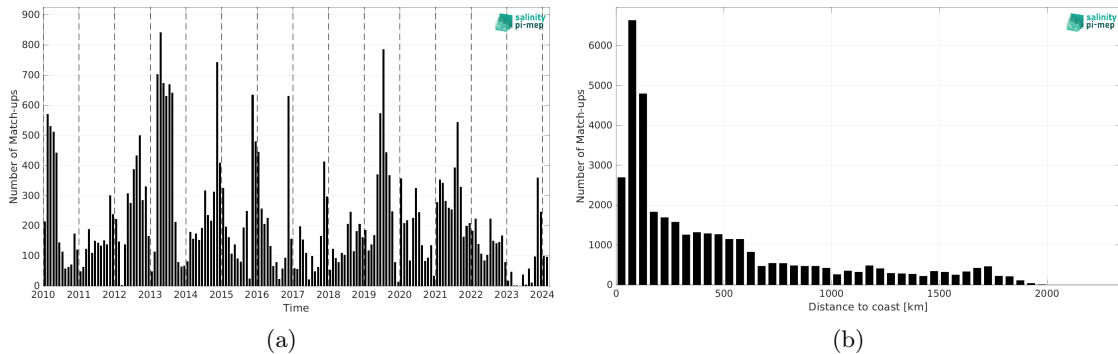 salinity
pi-mep
Number of Match-ups
900
800
700
600
500
400
300
200
100
0
2010 2011 2012 2013 2014 2015 2016 2017 2018 2019 2020 2021 2022 2023 2024
Time
(a)
salinity
pi-mep
Number of Match-ups
6000
5000
4000
3000
2000
1000
0
0 500 1000 1500 2000
Distance to coast [km]
(b)